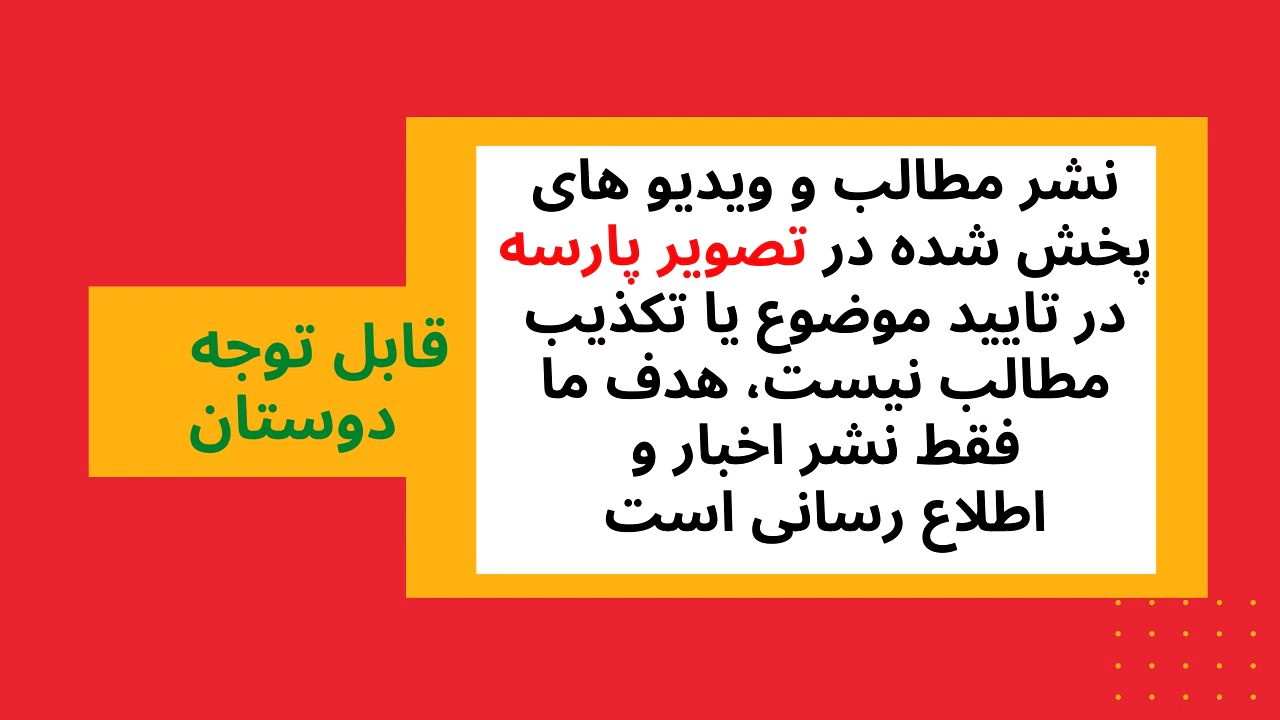 قابل توجه
دوستان
نشر مطالب و ویدیو های
پخش شده در تصویر پارسه
در تایید موضوع یا تکذیب
مطالب نیست، هدف ما
فقط نشر اخبار و
اطلاع رسانی است